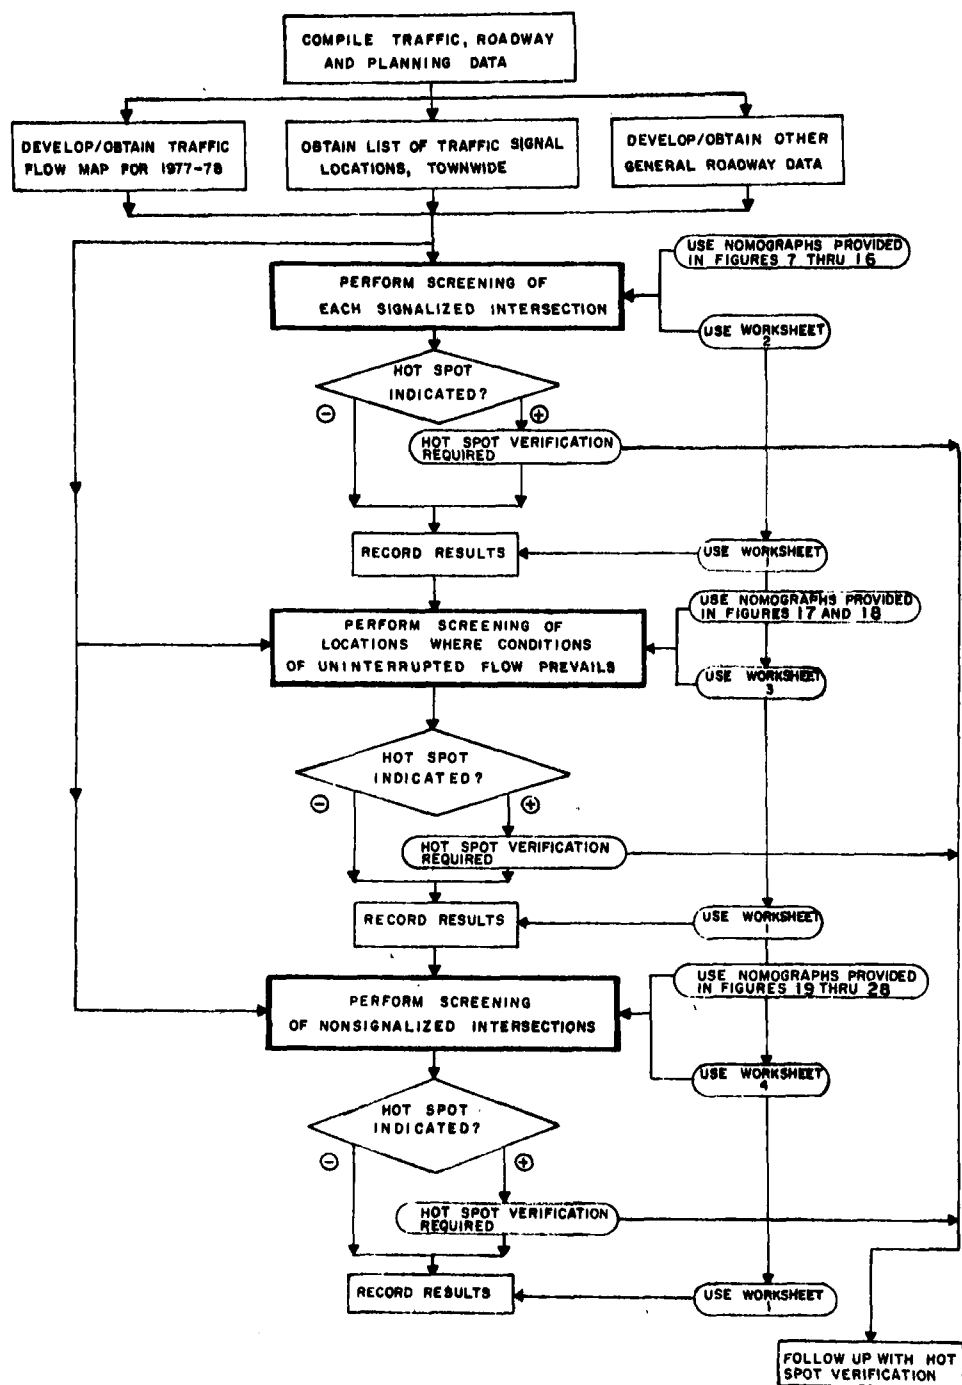 COMPILE TRAFFIC, ROADWAY
AND PLANNING DATA
DEVELOP/OBTAIN TRAFFIC
FLOW MAP FOR 1977-78
OBTAIN LIST OF TRAFFIC SIGNAL
LOCATIONS, TOWNWIDE
DEVELOP/OBTAIN OTHER
GENERAL ROADWAY DATA
USE NOMOGRAPHS PROVIDED
IN FIGURES 7 THRU 16
PERFORM SCREENING OF
EACH SIGNALIZED INTERSECTION
USE WORKSHEET
2
HOT SPOT
INDICATED?
−
+
HOT SPOT VERIFICATION
REQUIRED
RECORD RESULTS
USE WORKSHEET
1
USE NOMOGRAPHS PROVIDED
IN FIGURES 17 AND 18
PERFORM SCREENING OF
LOCATIONS WHERE CONDITIONS
OF UNINTERRUPTED FLOW PREVAILS
USE WORKSHEET
3
HOT SPOT
INDICATED?
−
+
HOT SPOT VERIFICATION
REQUIRED
RECORD RESULTS
USE WORKSHEET
1
USE NOMOGRAPHS PROVIDED
IN FIGURES 19 THRU 28
PERFORM SCREENING
OF NONSIGNALIZED INTERSECTIONS
USE WORKSHEET
4
HOT SPOT
INDICATED?
−
+
HOT SPOT VERIFICATION
REQUIRED
RECORD RESULTS
USE WORKSHEET
1
FOLLOW UP WITH HOT
SPOT VERIFICATION